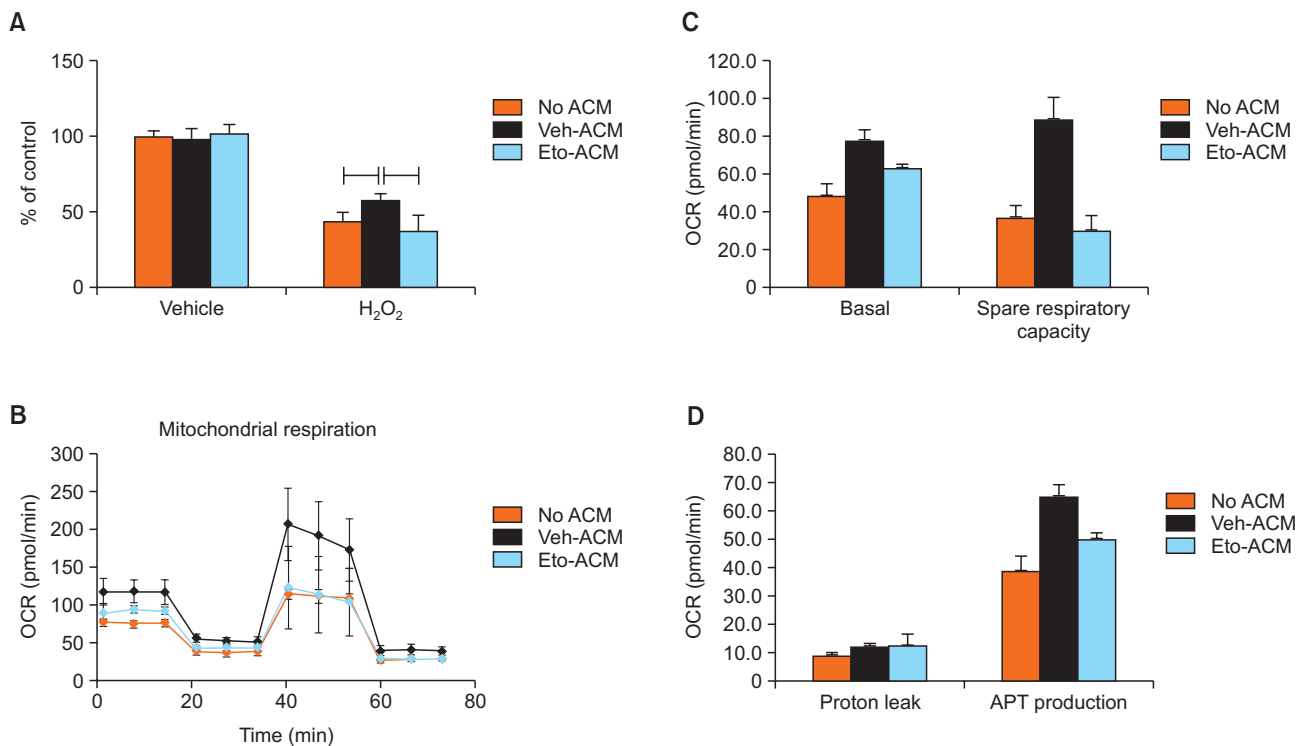 A
150
100
50
0
% of control
Vehicle
H₂O₂
No ACM
Veh-ACM
Eto-ACM
B
Mitochondrial respiration
300
250
200
150
100
50
0
OCR (pmol/min)
0 20 40 60 80
Time (min)
No ACM
Veh-ACM
Eto-ACM
C
120.0
100.0
80.0
60.0
40.0
20.0
0
OCR (pmol/min)
Basal
Spare respiratory
capacity
No ACM
Veh-ACM
Eto-ACM
D
80.0
70.0
60.0
50.0
40.0
30.0
20.0
10.0
0
OCR (pmol/min)
Proton leak
APT production
No ACM
Veh-ACM
Eto-ACM